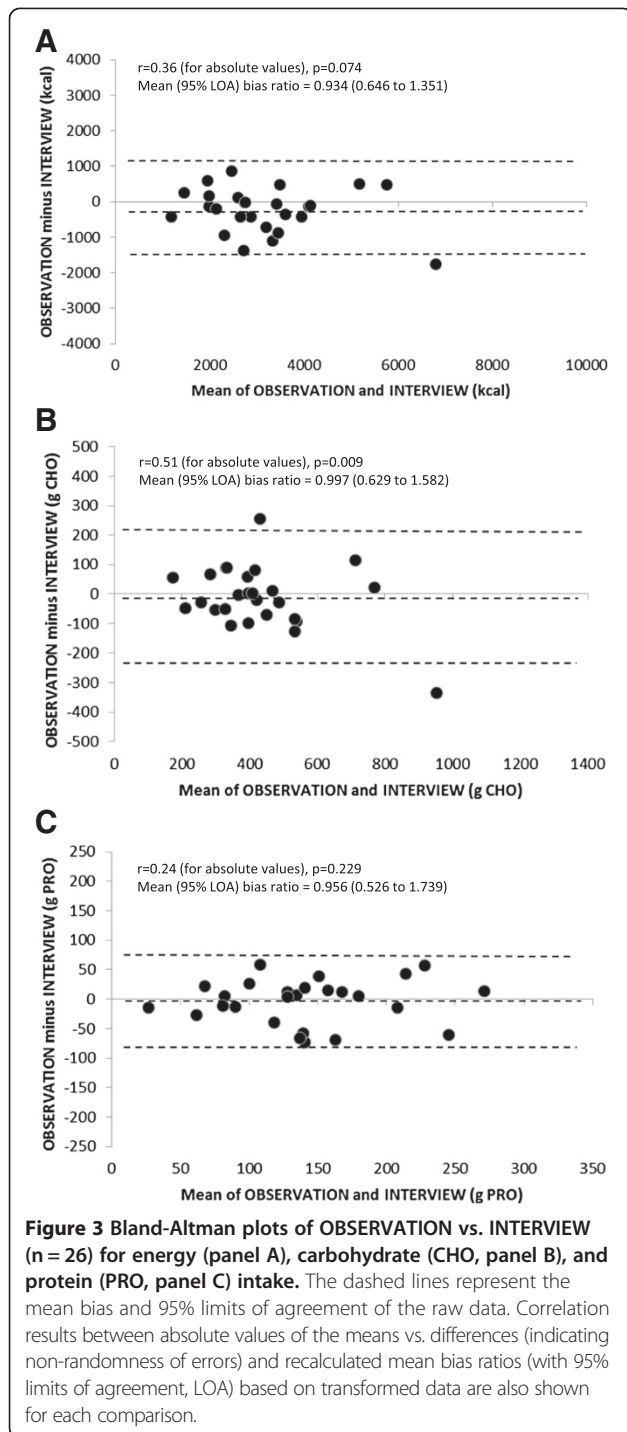 A
r=0.36 (for absolute values), p=0.074
Mean (95% LOA) bias ratio = 0.934 (0.646 to 1.351)
OBSERVATION minus INTERVIEW (kcal)
4000
3000
2000
1000
0
-1000
-2000
-3000
-4000
0 2000 4000 6000 8000 10000
Mean of OBSERVATION and INTERVIEW (kcal)
B
r=0.51 (for absolute values), p=0.009
Mean (95% LOA) bias ratio = 0.997 (0.629 to 1.582)
OBSERVATION minus INTERVIEW (g CHO)
500
400
300
200
100
0
-100
-200
-300
-400
-500
0 200 400 600 800 1000 1200 1400
Mean of OBSERVATION and INTERVIEW (g CHO)
C
r=0.24 (for absolute values), p=0.229
Mean (95% LOA) bias ratio = 0.956 (0.526 to 1.739)
OBSERVATION minus INTERVIEW (g PRO)
250
200
150
100
50
0
-50
-100
-150
-200
-250
0 50 100 150 200 250 300 350
Mean of OBSERVATION and INTERVIEW (g PRO)
Figure 3 Bland-Altman plots of OBSERVATION vs. INTERVIEW
(n = 26) for energy (panel A), carbohydrate (CHO, panel B), and
protein (PRO, panel C) intake. The dashed lines represent the
mean bias and 95% limits of agreement of the raw data. Correlation
results between absolute values of the means vs. differences (indicating
non-randomness of errors) and recalculated mean bias ratios (with 95%
limits of agreement, LOA) based on transformed data are also shown
for each comparison.